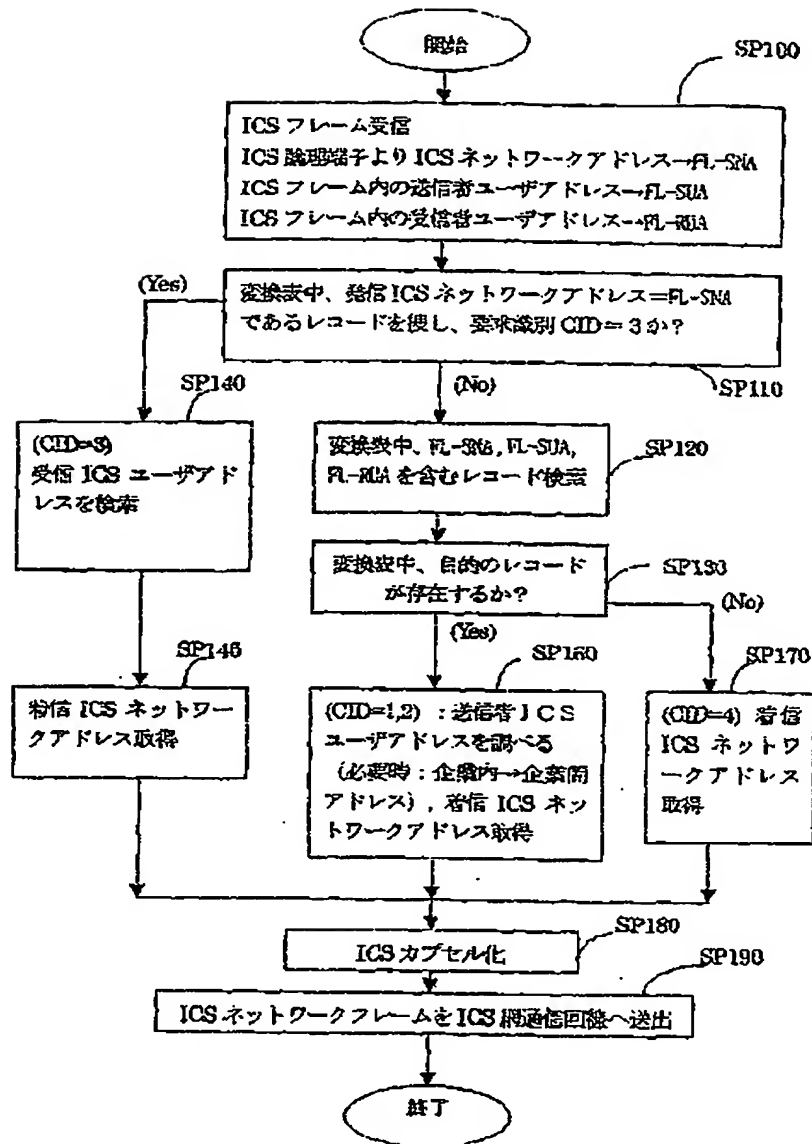 開始
SP100
ICS フレーム受信
ICS 論理端子より ICS ネットワークアドレス→FL-SNA
ICS フレーム内の送信者ユーザアドレス→FL-SUA
ICS フレーム内の受信者ユーザアドレス→FL-RUA
(Yes)
変換表中、発信 ICS ネットワークアドレス=FL-SNA
であるレコードを捜し、要求識別 CID=3か?
SP110
(No)
SP140
(CID=3)
受信 ICS ユーザアド
レスを検索
変換表中、FL-SNA, FL-SUA,
FL-RUA を含むレコード検索
SP120
変換表中、目的のレコード
が存在するか?
SP130
(Yes)
(No)
SP145
着信 ICS ネットワー
クアドレス取得
SP160
(CID=1,2) :送信者ICS
ユーザアドレスを調べる
(必要時:企業内→企業間
アドレス), 着信 ICS ネッ
トワークアドレス取得
SP170
(CID=4) 着信
ICS ネットワ
ークアドレス
取得
SP180
ICS カプセル化
SP190
ICS ネットワークフレームを ICS 網通信回線へ送出
終了